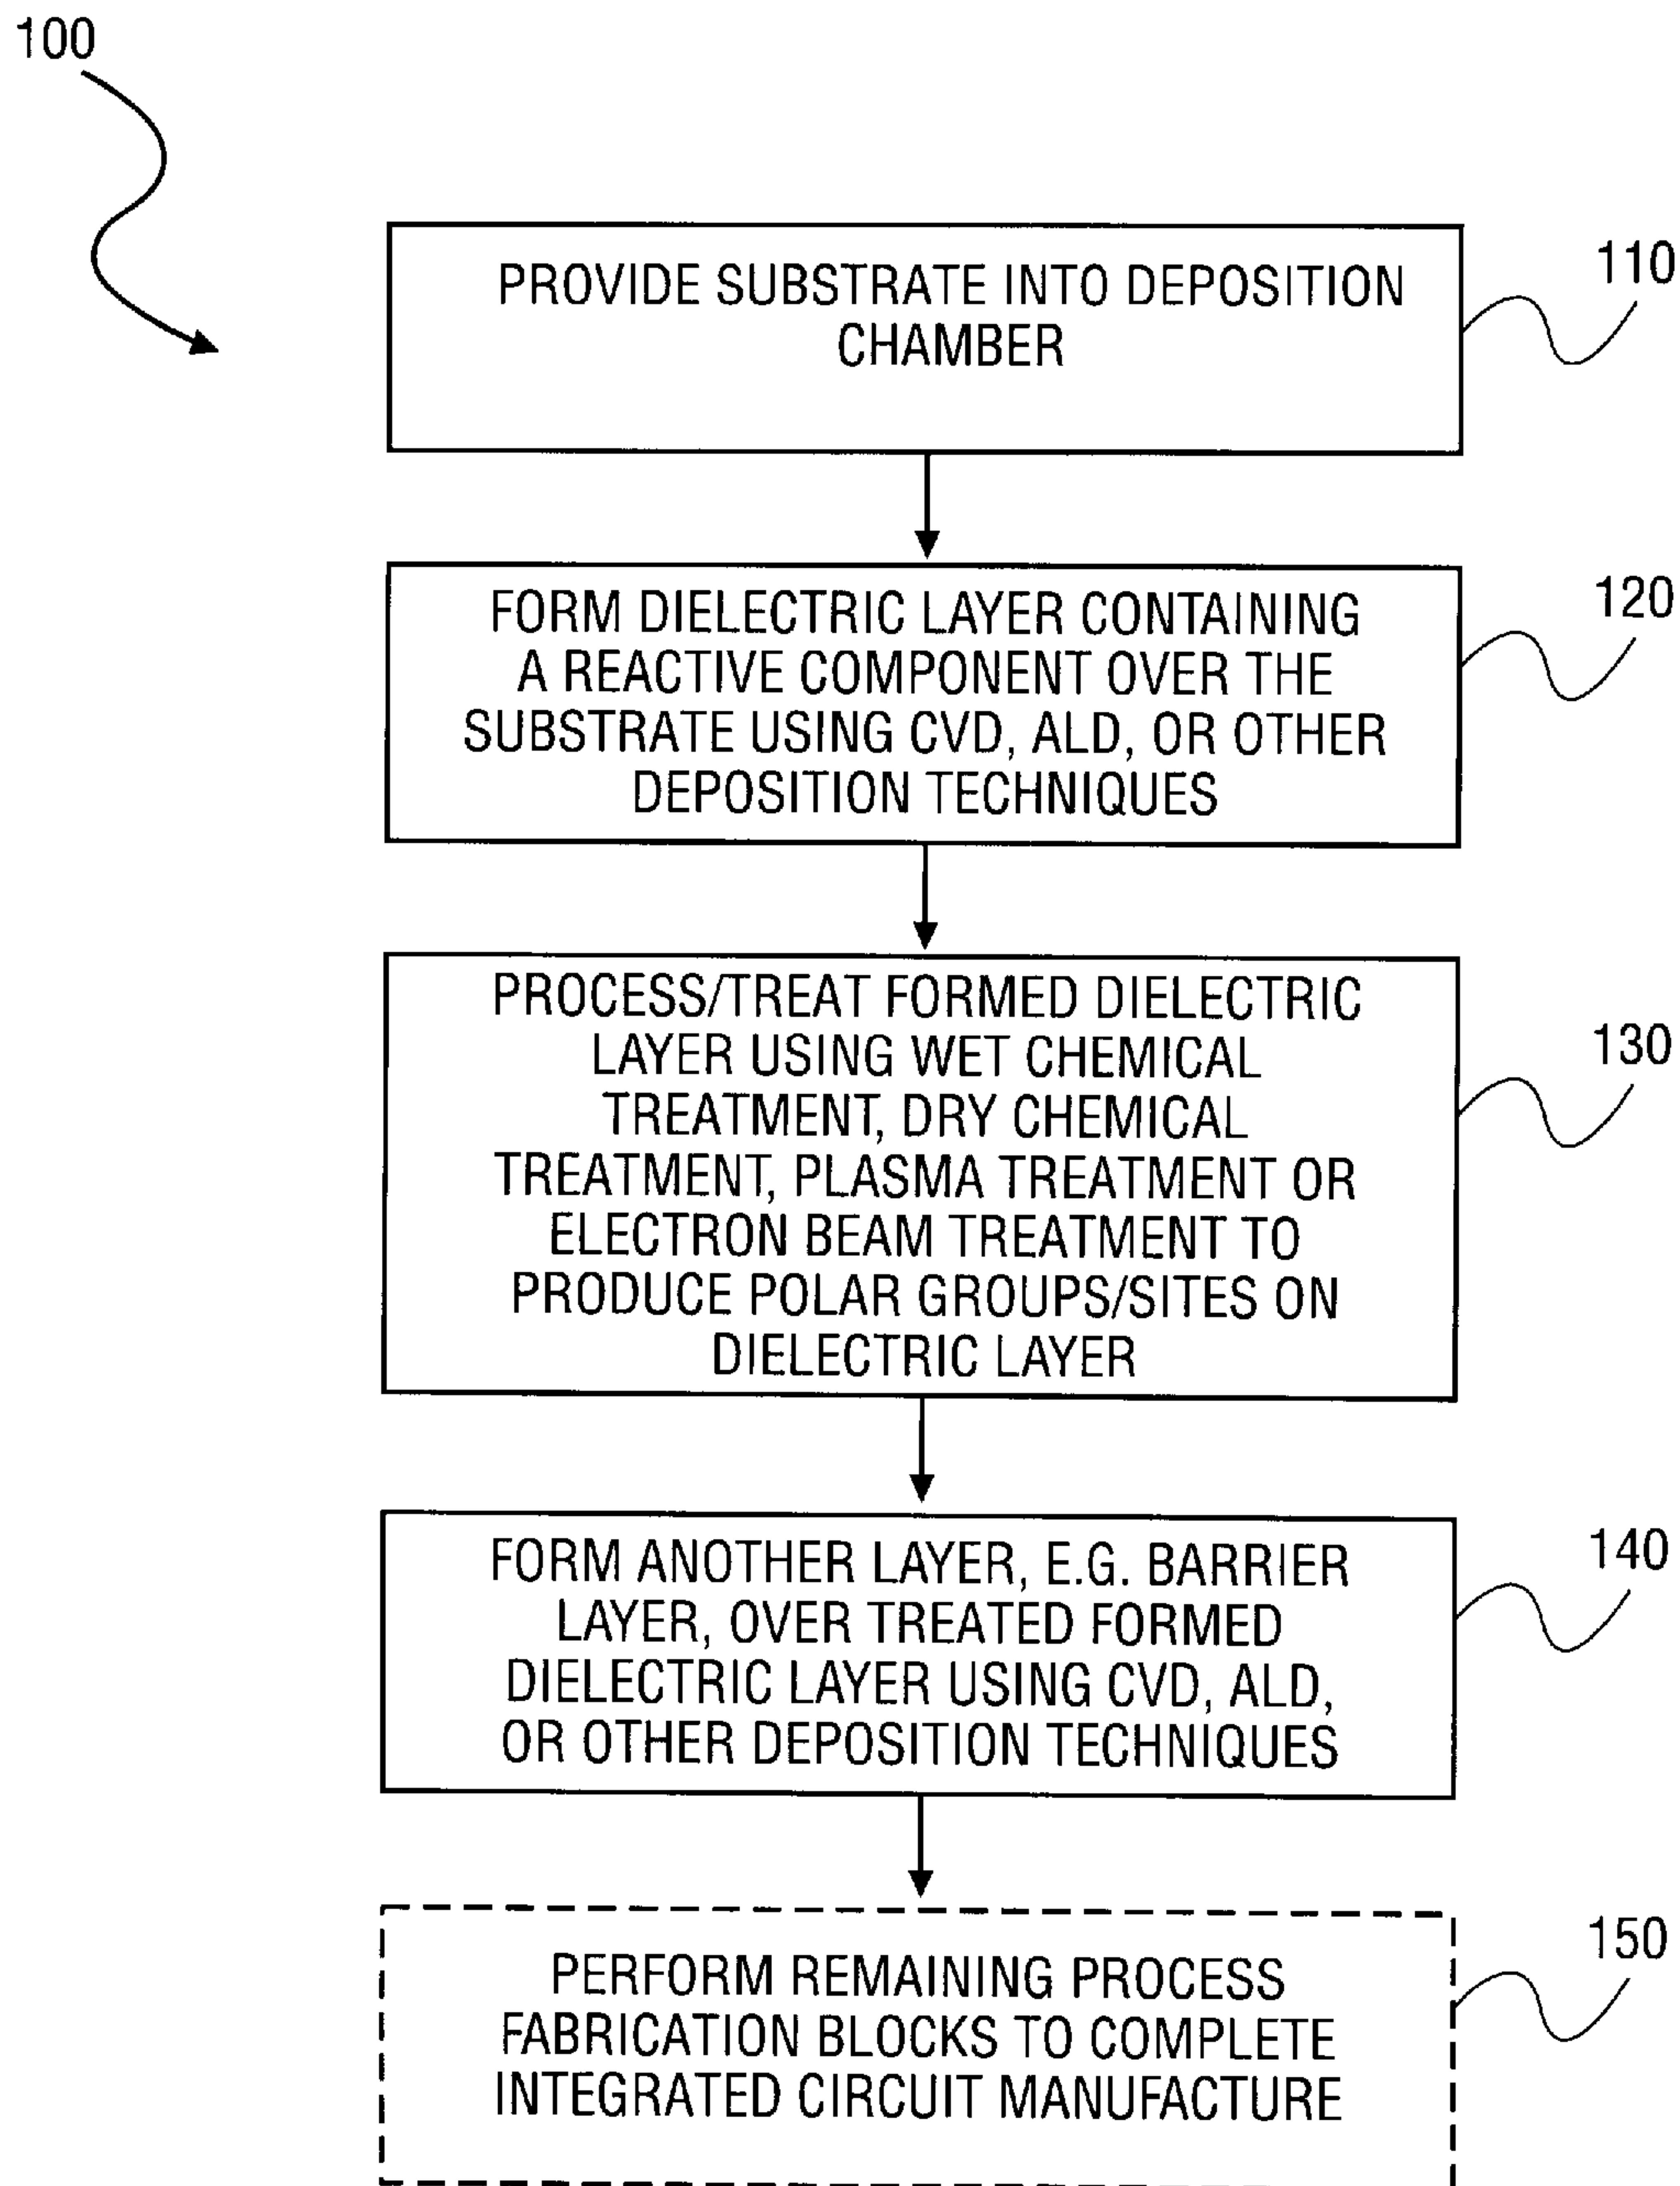 100
PROVIDE SUBSTRATE INTO DEPOSITION
CHAMBER
110
FORM DIELECTRIC LAYER CONTAINING
A REACTIVE COMPONENT OVER THE
SUBSTRATE USING CVD, ALD, OR OTHER
DEPOSITION TECHNIQUES
120
PROCESS/TREAT FORMED DIELECTRIC
LAYER USING WET CHEMICAL
TREATMENT, DRY CHEMICAL
TREATMENT, PLASMA TREATMENT OR
ELECTRON BEAM TREATMENT TO
PRODUCE POLAR GROUPS/SITES ON
DIELECTRIC LAYER
130
FORM ANOTHER LAYER, E.G. BARRIER
LAYER, OVER TREATED FORMED
DIELECTRIC LAYER USING CVD, ALD,
OR OTHER DEPOSITION TECHNIQUES
140
PERFORM REMAINING PROCESS
FABRICATION BLOCKS TO COMPLETE
INTEGRATED CIRCUIT MANUFACTURE
150